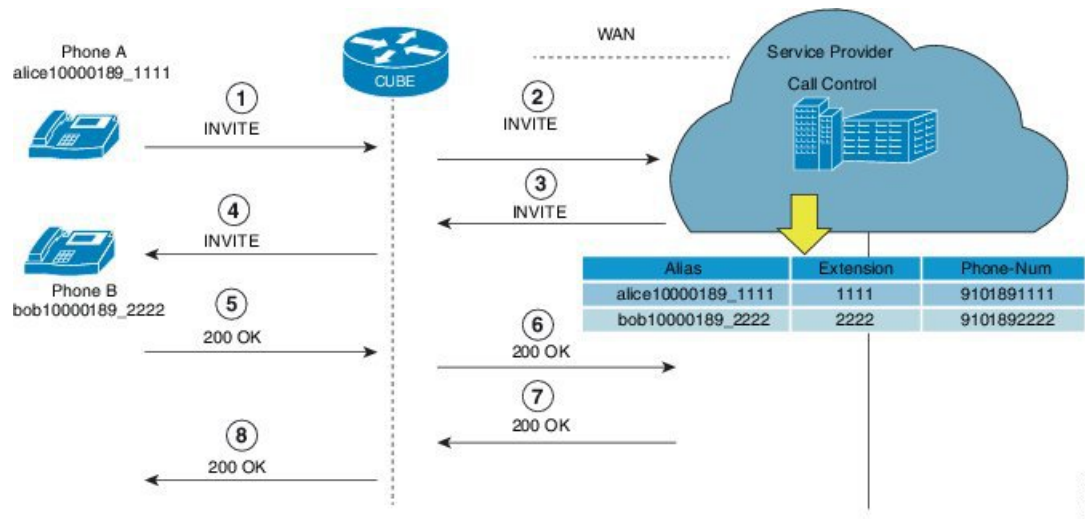 Phone A
alice10000189_1111
CUBE
WAN
Service Provider
Call Control
1
INVITE
2
INVITE
3
INVITE
4
INVITE
Phone B
bob10000189_2222
Alias Extension Phone-Num
alice10000189_1111 1111 9101891111
bob10000189_2222 2222 9101892222
5
200 OK
6
200 OK
7
200 OK
8
200 OK